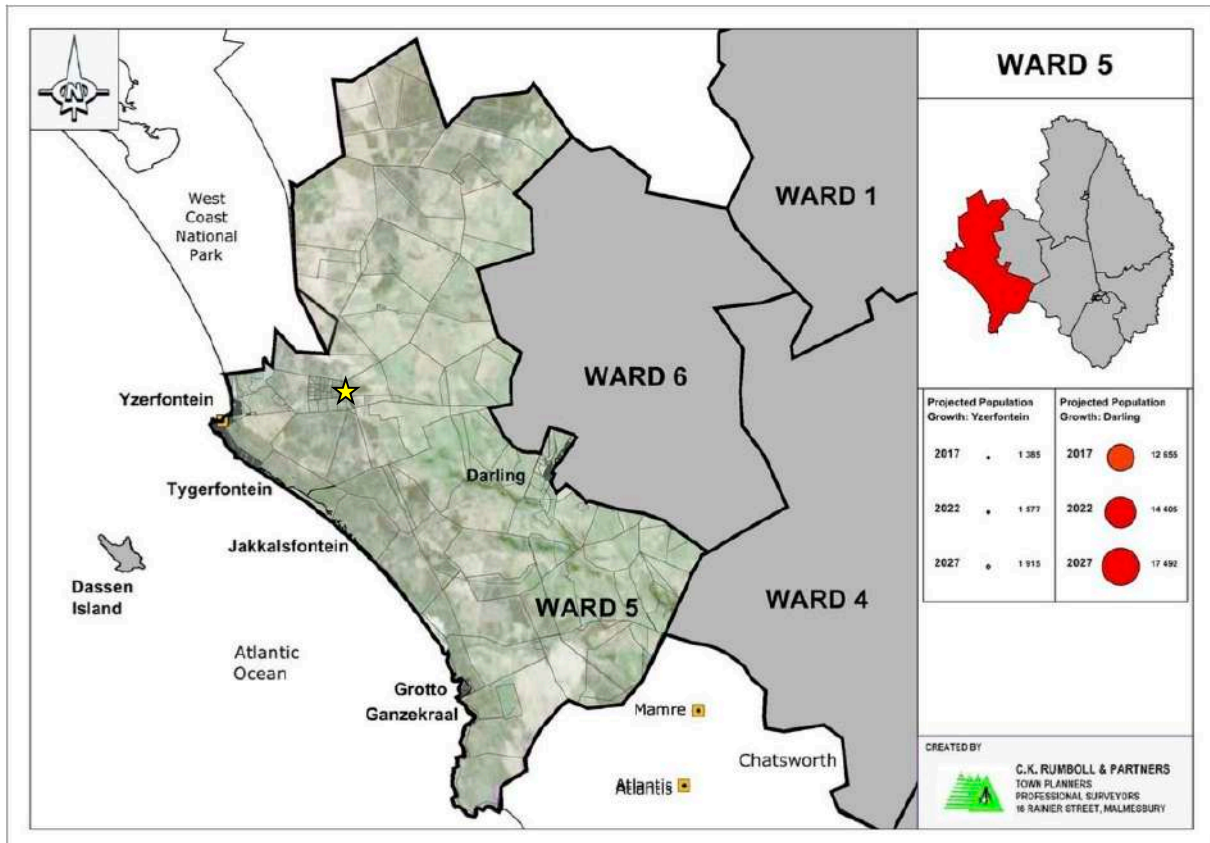 N
WARD 5
WARD 1
West
Coast
National
Park
WARD 6
Yzerfontein
Darling
Tygerfontein
Jakkalsfontein
Dassen
Island
WARD 5
WARD 4
Atlantic
Ocean
Grotto
Ganzekraal
Mamre
Chatsworth
Atlantis
Atlantis
Projected Population
Growth: Yzerfontein
2017 1 385
2022 1 577
2027 1 915
Projected Population
Growth: Darling
2017 12 655
2022 14 405
2027 17 492
CREATED BY
C.K. RUMBOLL & PARTNERS
TOWN PLANNERS
PROFESSIONAL SURVEYORS
16 RAINIER STREET, MALMESBURY